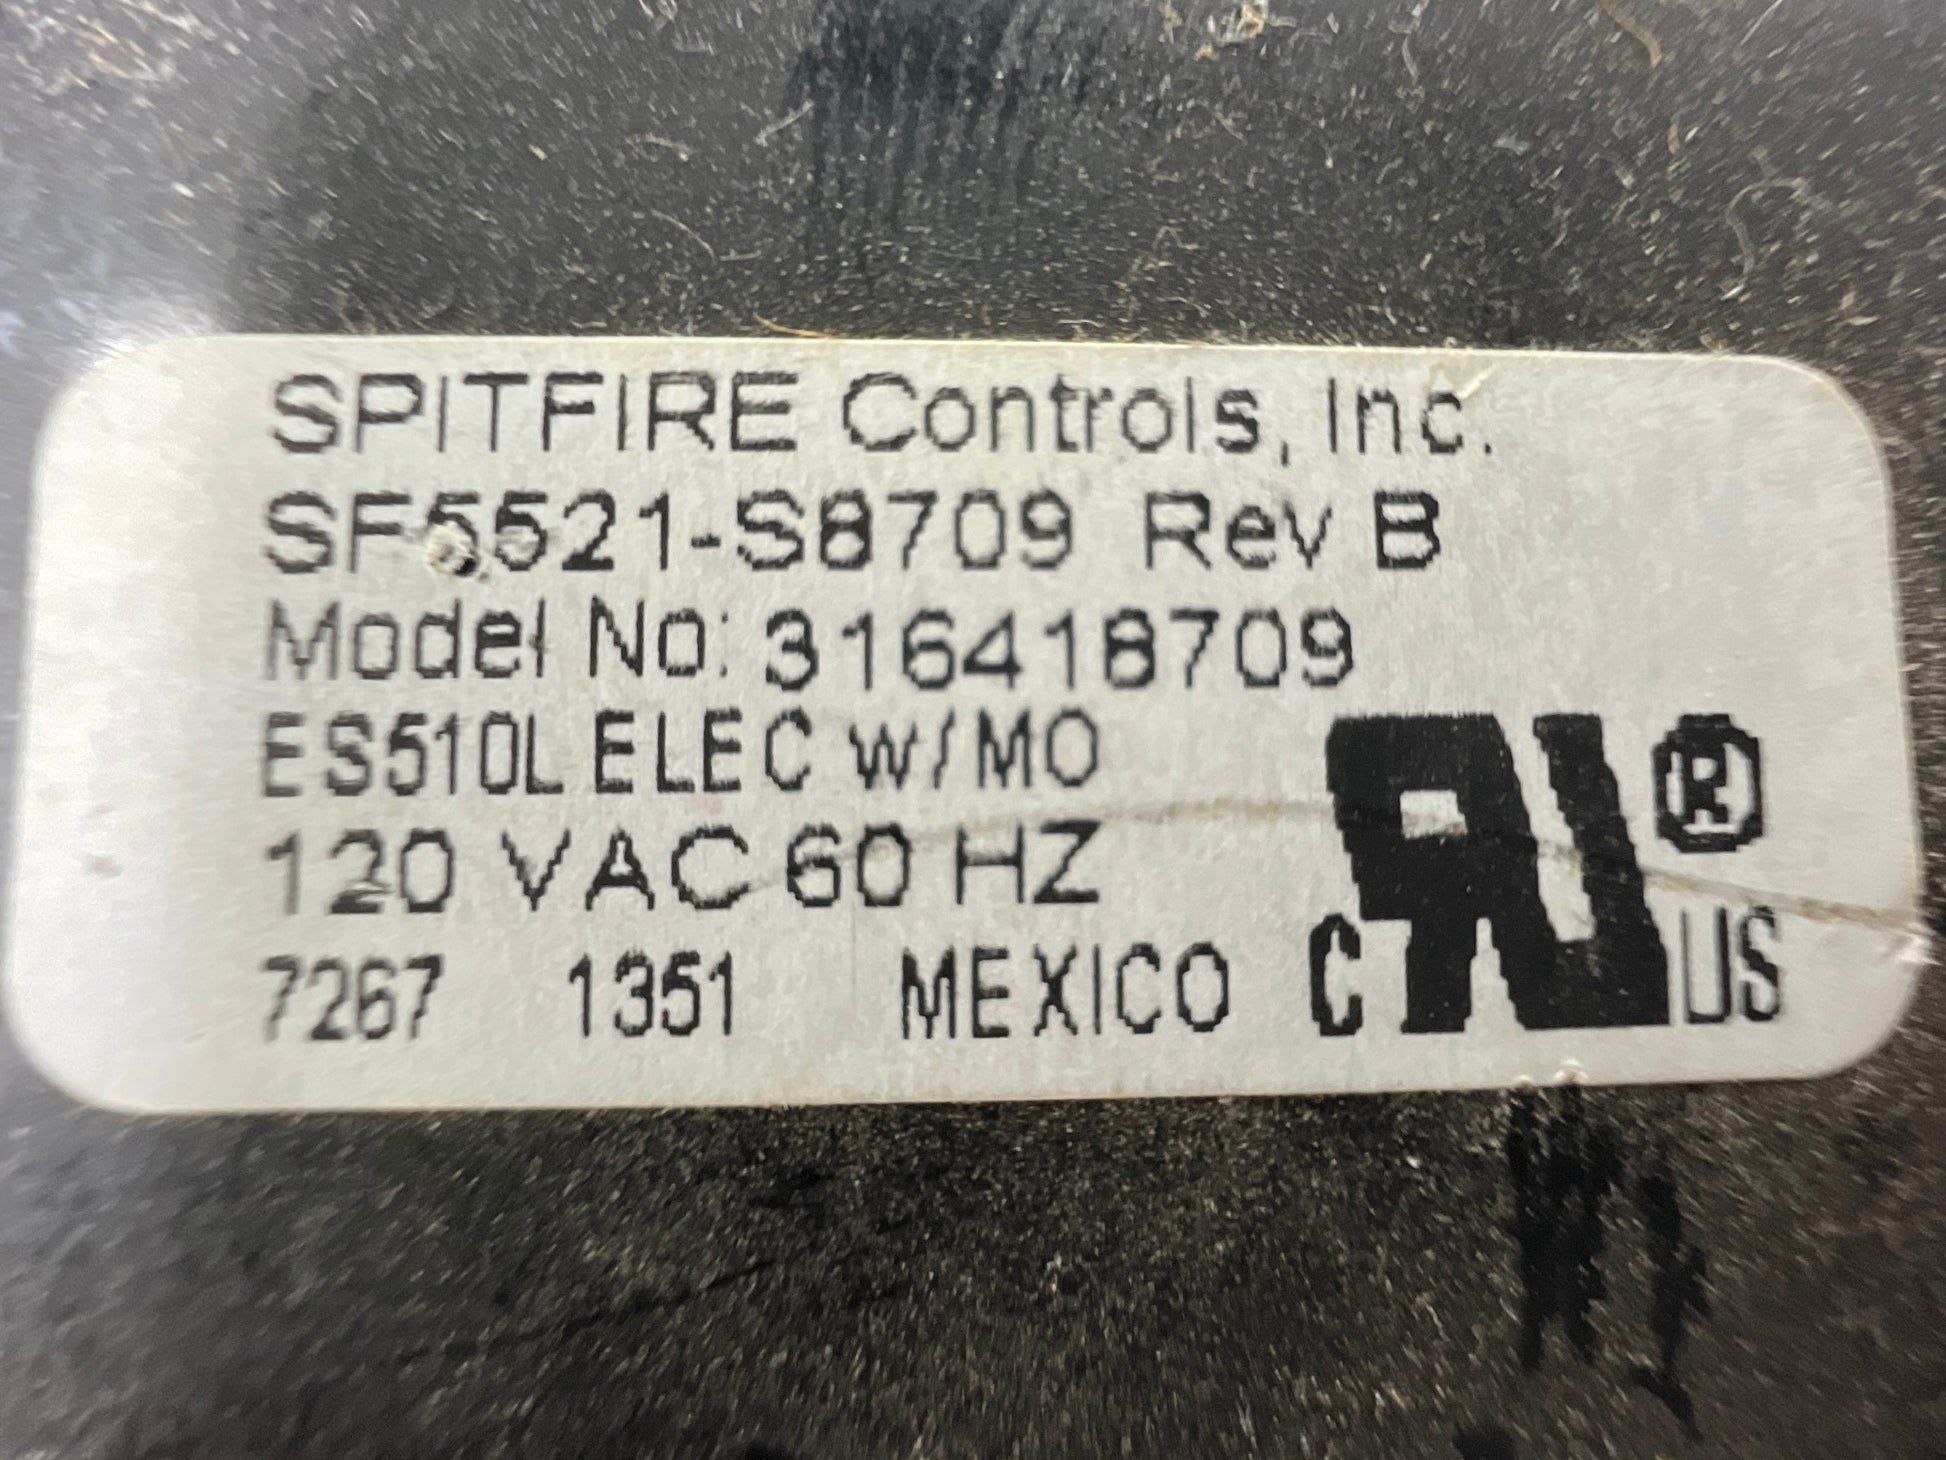 SPITFIRE Controls, Inc.
SF5521-S8709 Rev B
Model No: 316418709
ES510L ELEC w/MO
120 VAC 60 HZ
7267 1351 MEXICO C RU® US